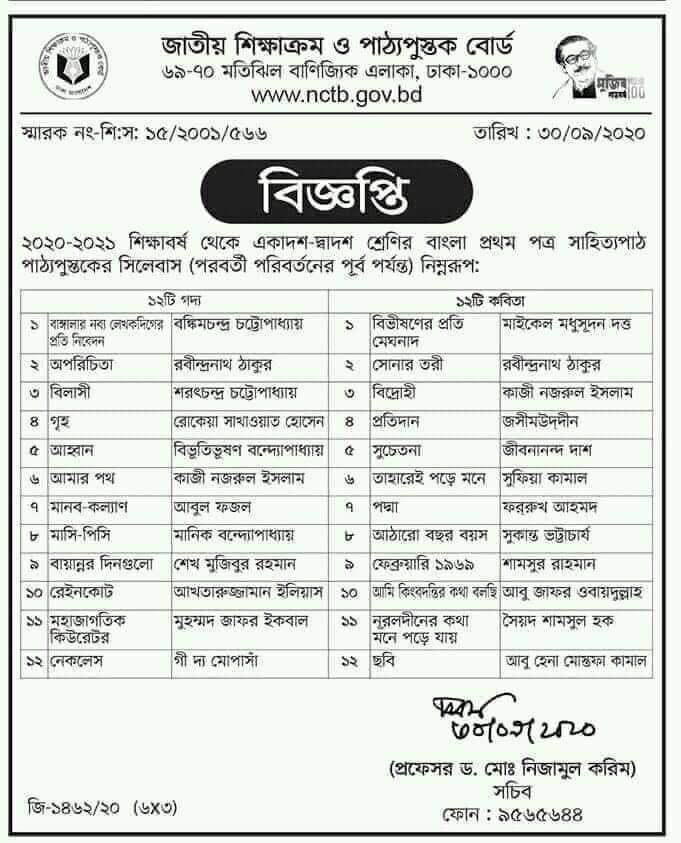 জাতীয় শিক্ষাক্রম ও পাঠ্যপুস্তক বোর্ড
৬৯-৭০ মতিঝিল বাণিজ্যিক এলাকা, ঢাকা-১০০০
www.nctb.gov.bd
মুজিব
100
স্মারক নং-শি:স: ১৫/২০০১/৫৬৬ তারিখ : ৩০/০৯/২০২০
বিজ্ঞপ্তি
২০২০-২০২১ শিক্ষাবর্ষ থেকে একাদশ-দ্বাদশ শ্রেণির বাংলা প্রথম পত্র সাহিত্যপাঠ
পাঠ্যপুস্তকের সিলেবাস (পরবর্তী পরিবর্তনের পূর্ব পর্যন্ত) নিম্নরূপ:
১২টি গদ্য ১২টি কবিতা
১ বাঙ্গালার নব্য লেখকদিগের বঙ্কিমচন্দ্র চট্টোপাধ্যায় ১ বিভীষণের প্রতি মাইকেল মধুসূদন দত্ত
প্রতি নিবেদন মেঘনাদ
২ অপরিচিতা রবীন্দ্রনাথ ঠাকুর ২ সোনার তরী রবীন্দ্রনাথ ঠাকুর
৩ বিলাসী শরৎচন্দ্র চট্টোপাধ্যায় ৩ বিদ্রোহী কাজী নজরুল ইসলাম
৪ গৃহ রোকেয়া সাখাওয়াত হোসেন ৪ প্রতিদান জসীমউদ্‌দীন
৫ আহ্বান বিভূতিভূষণ বন্দ্যোপাধ্যায় ৫ সুচেতনা জীবনানন্দ দাশ
৬ আমার পথ কাজী নজরুল ইসলাম ৬ তাহারেই পড়ে মনে সুফিয়া কামাল
৭ মানব-কল্যাণ আবুল ফজল ৭ পদ্মা ফররুখ আহমদ
৮ মাসি-পিসি মানিক বন্দ্যোপাধ্যায় ৮ আঠারো বছর বয়স সুকান্ত ভট্টাচার্য
৯ বায়ান্নর দিনগুলো শেখ মুজিবুর রহমান ৯ ফেব্রুয়ারি ১৯৬৯ শামসুর রাহমান
১০ রেইনকোট আখতারুজ্জামান ইলিয়াস ১০ আমি কিংবদন্তির কথা বলছি আবু জাফর ওবায়দুল্লাহ
১১ মহাজাগতিক মুহম্মদ জাফর ইকবাল ১১ নূরলদীনের কথা সৈয়দ শামসুল হক
কিউরেটর মনে পড়ে যায়
১২ নেকলেস গী দ্য মোপাসাঁ ১২ ছবি আবু হেনা মোস্তফা কামাল
৩০/০৯/২০২০
(প্রফেসর ড. মোঃ নিজামুল করিম)
সচিব
জি-১৪৬২/২০ (৬X৩) ফোন : ৯৫৬৫৬৪৪